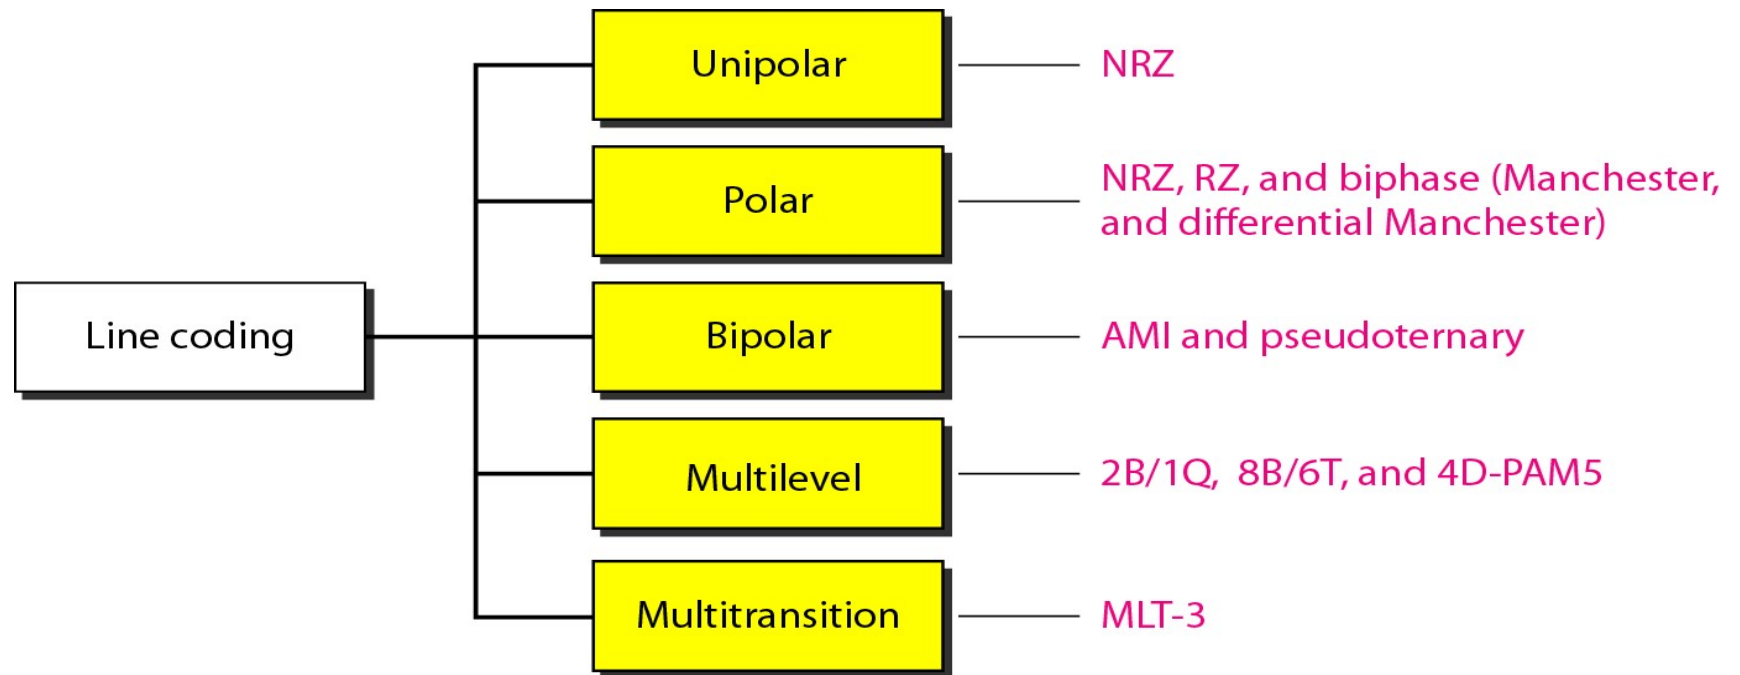 Line coding
Unipolar
NRZ
Polar
NRZ, RZ, and biphase (Manchester,
and differential Manchester)
Bipolar
AMI and pseudoternary
Multilevel
2B/1Q, 8B/6T, and 4D-PAM5
Multitransition
MLT-3